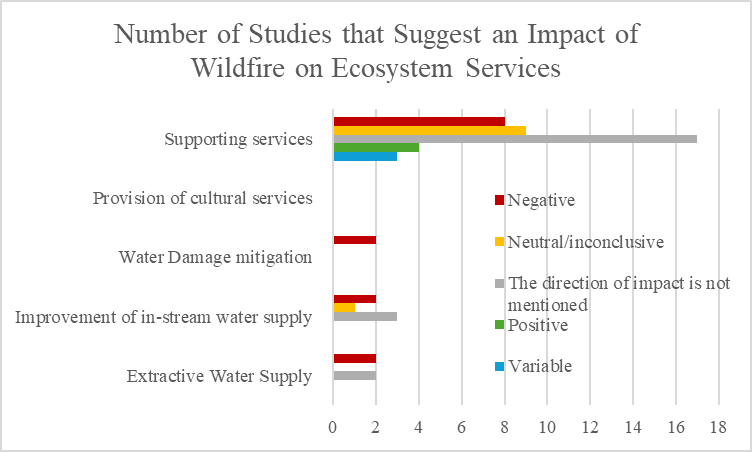 Number of Studies that Suggest an Impact of
Wildfire on Ecosystem Services
Supporting services
Provision of cultural services
Water Damage mitigation
Improvement of in-stream water supply
Extractive Water Supply
Negative
Neutral/inconclusive
The direction of impact is not
mentioned
Positive
Variable
0 2 4 6 8 10 12 14 16 18